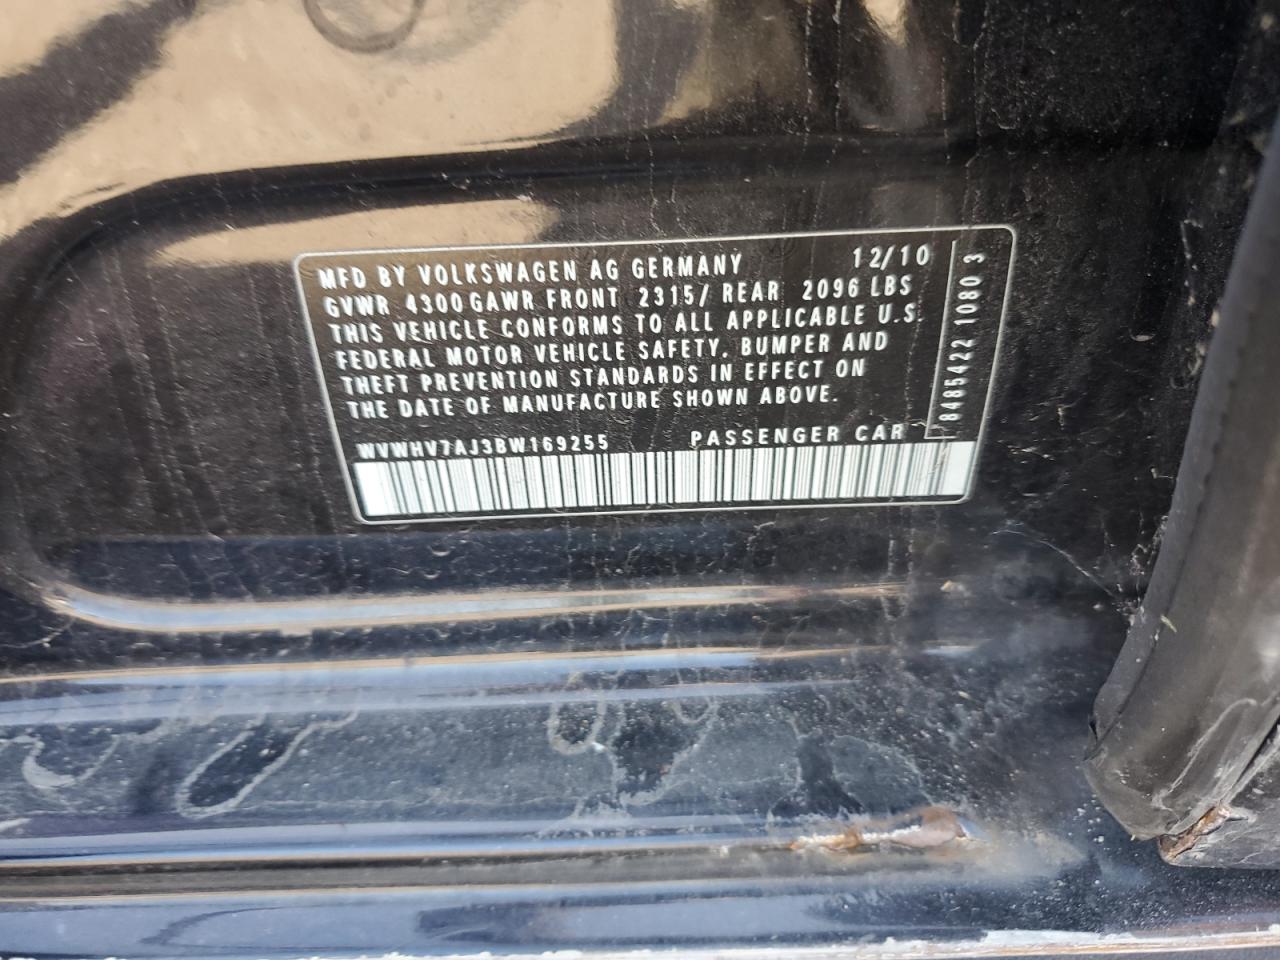 MFD BY VOLKSWAGEN AG GERMANY 12/10
GVWR 4300 GAWR FRONT 2315/ REAR 2096 LBS
THIS VEHICLE CONFORMS TO ALL APPLICABLE U.S.
FEDERAL MOTOR VEHICLE SAFETY, BUMPER AND
THEFT PREVENTION STANDARDS IN EFFECT ON
THE DATE OF MANUFACTURE SHOWN ABOVE.
WVWHV7AJ3BW169255 PASSENGER CAR
8485422 1080 3